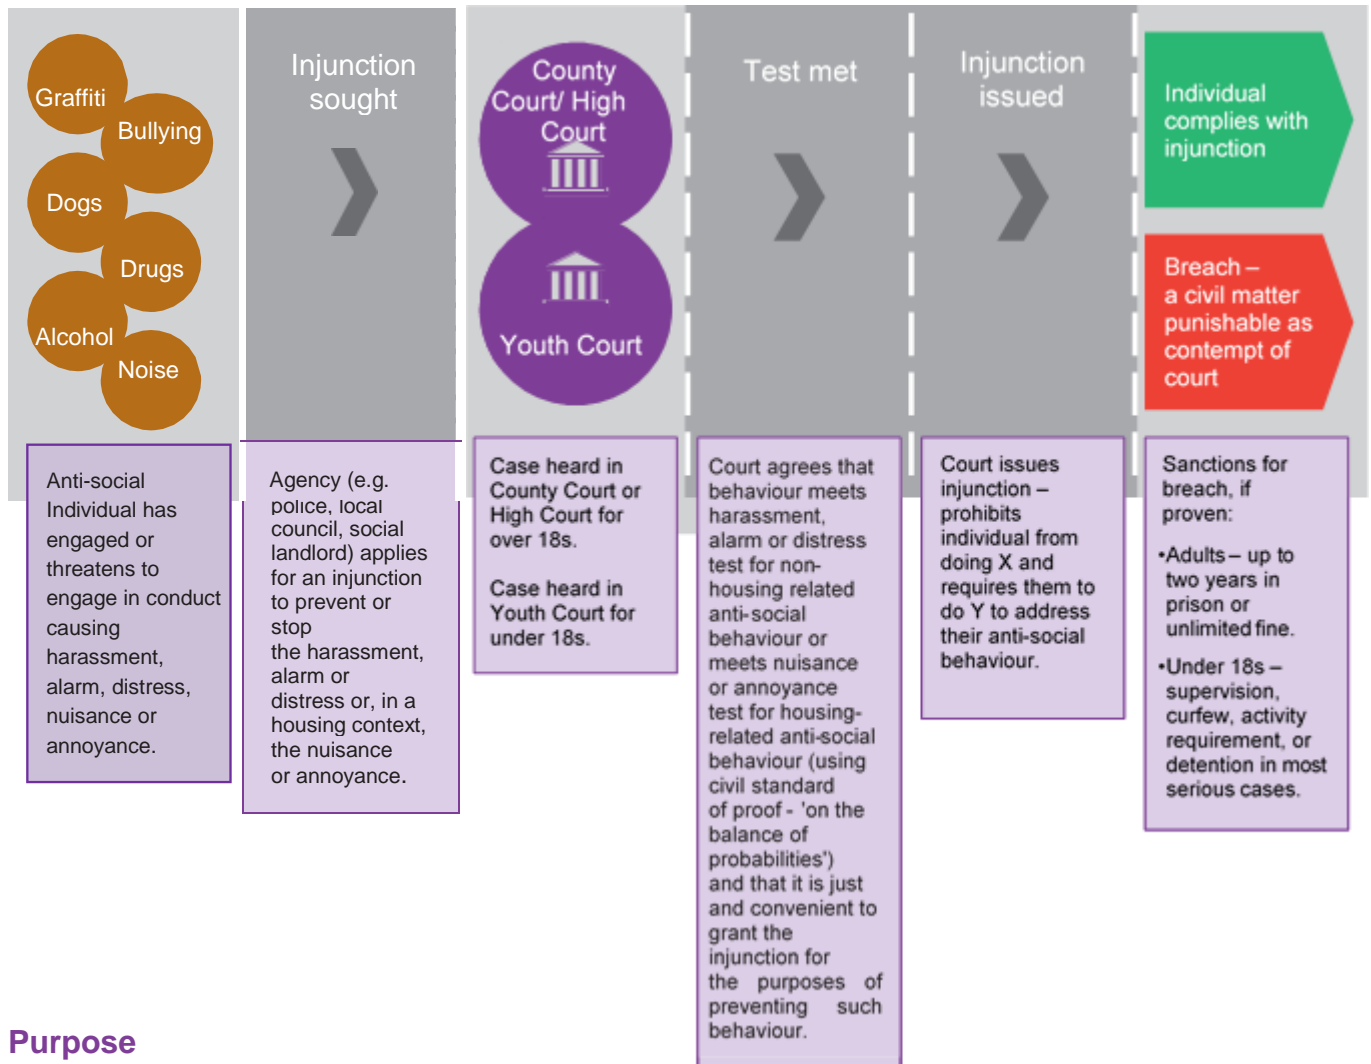 Graffiti
Bullying
Dogs
Drugs
Alcohol
Noise
Injunction
sought
County
Court/ High
Court
Youth Court
Test met
Injunction
issued
Individual
complies with
injunction
Breach –
a civil matter
punishable as
contempt of
court
Anti-social
Individual has
engaged or
threatens to
engage in conduct
causing
harassment,
alarm, distress,
nuisance or
annoyance.
Agency (e.g.
police, local
council, social
landlord) applies
for an injunction
to prevent or
stop
the harassment,
alarm or
distress or, in a
housing context,
the nuisance
or annoyance.
Case heard in
County Court or
High Court for
over 18s.
Case heard in
Youth Court for
under 18s.
Court agrees that
behaviour meets
harassment,
alarm or distress
test for non-
housing related
anti-social
behaviour or
meets nuisance
or annoyance
test for housing-
related anti-social
behaviour (using
civil standard
of proof - 'on the
balance of
probabilities')
and that it is just
and convenient to
grant the
injunction for
the purposes of
preventing such
behaviour.
Court issues
injunction –
prohibits
individual from
doing X and
requires them to
do Y to address
their anti-social
behaviour.
Sanctions for
breach, if
proven:
•Adults – up to
two years in
prison or
unlimited fine.
•Under 18s –
supervision,
curfew, activity
requirement, or
detention in most
serious cases.
Purpose